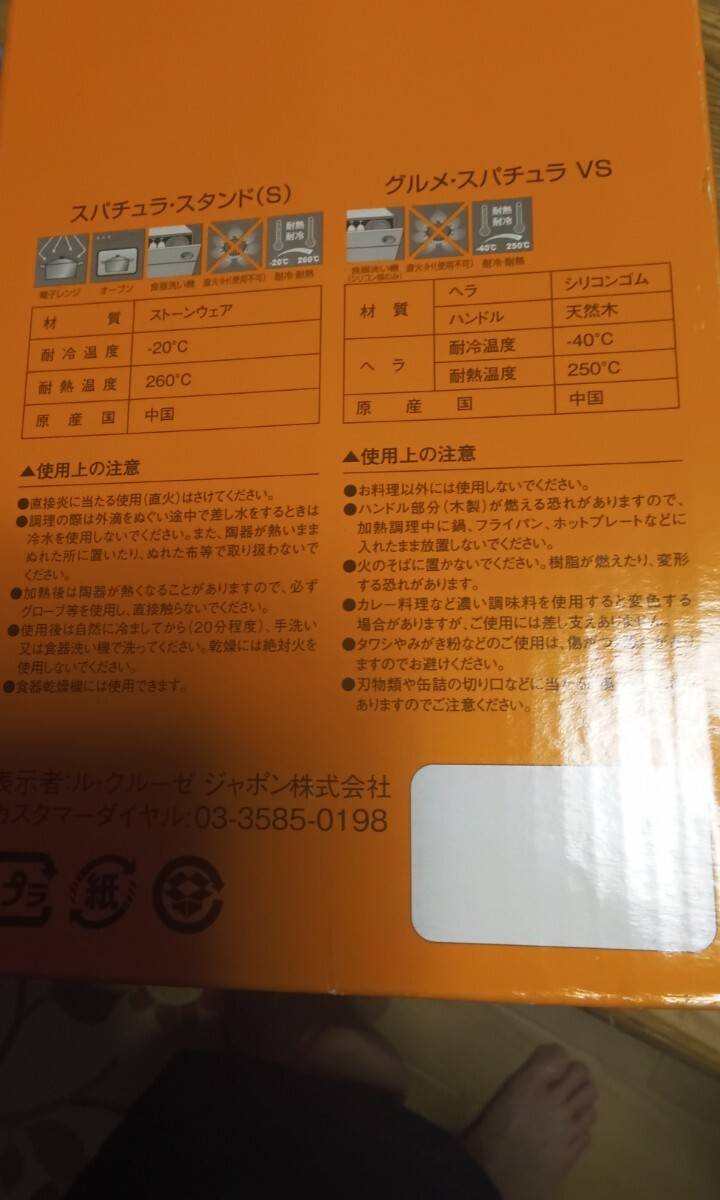 スパチュラ・スタンド(S)
電子レンジ
オーブン
食器洗い機
直火・IH(使用不可)
耐熱
耐冷
-20℃ 260℃
耐冷・耐熱
材質 ストーンウェア
耐冷温度 -20℃
耐熱温度 260℃
原産国 中国
▲使用上の注意
●直接炎に当たる使用(直火)はさけてください。
●調理の際は外滴をぬぐい途中で差し水をするときは
冷水を使用しないでください。また、陶器が熱いまま
ぬれた所に置いたり、ぬれた布等で取り扱わないで
ください。
●加熱後は陶器が熱くなることがありますので、必ず
グローブ等を使用し、直接触らないでください。
●使用後は自然に冷ましてから(20分程度)、手洗い
又は食器洗い機で洗ってください。乾燥には絶対火を
使用しないでください。
●食器乾燥機には使用できます。
グルメ・スパチュラ VS
食器洗い機
(シリコン部のみ)
直火・IH(使用不可)
耐熱
耐冷
-40℃ 250℃
耐冷・耐熱
材質 ヘラ シリコンゴム
ハンドル 天然木
ヘラ 耐冷温度 -40℃
耐熱温度 250℃
原産国 中国
▲使用上の注意
●お料理以外には使用しないでください。
●ハンドル部分(木製)が燃える恐れがありますので、
加熱調理中に鍋、フライパン、ホットプレートなどに
入れたまま放置しないでください。
●火のそばに置かないでください。樹脂が燃えたり、変形
する恐れがあります。
●カレー料理など濃い調味料を使用すると変色する
場合がありますが、ご使用には差し支えありません。
●タワシやみがき粉などのご使用は、傷がつ
ますのでお避けください。
●刃物類や缶詰の切り口などに当
ありますのでご注意ください。
表示者:ル・クルーゼ ジャポン株式会社
カスタマーダイヤル:03-3585-0198
プラ
紙